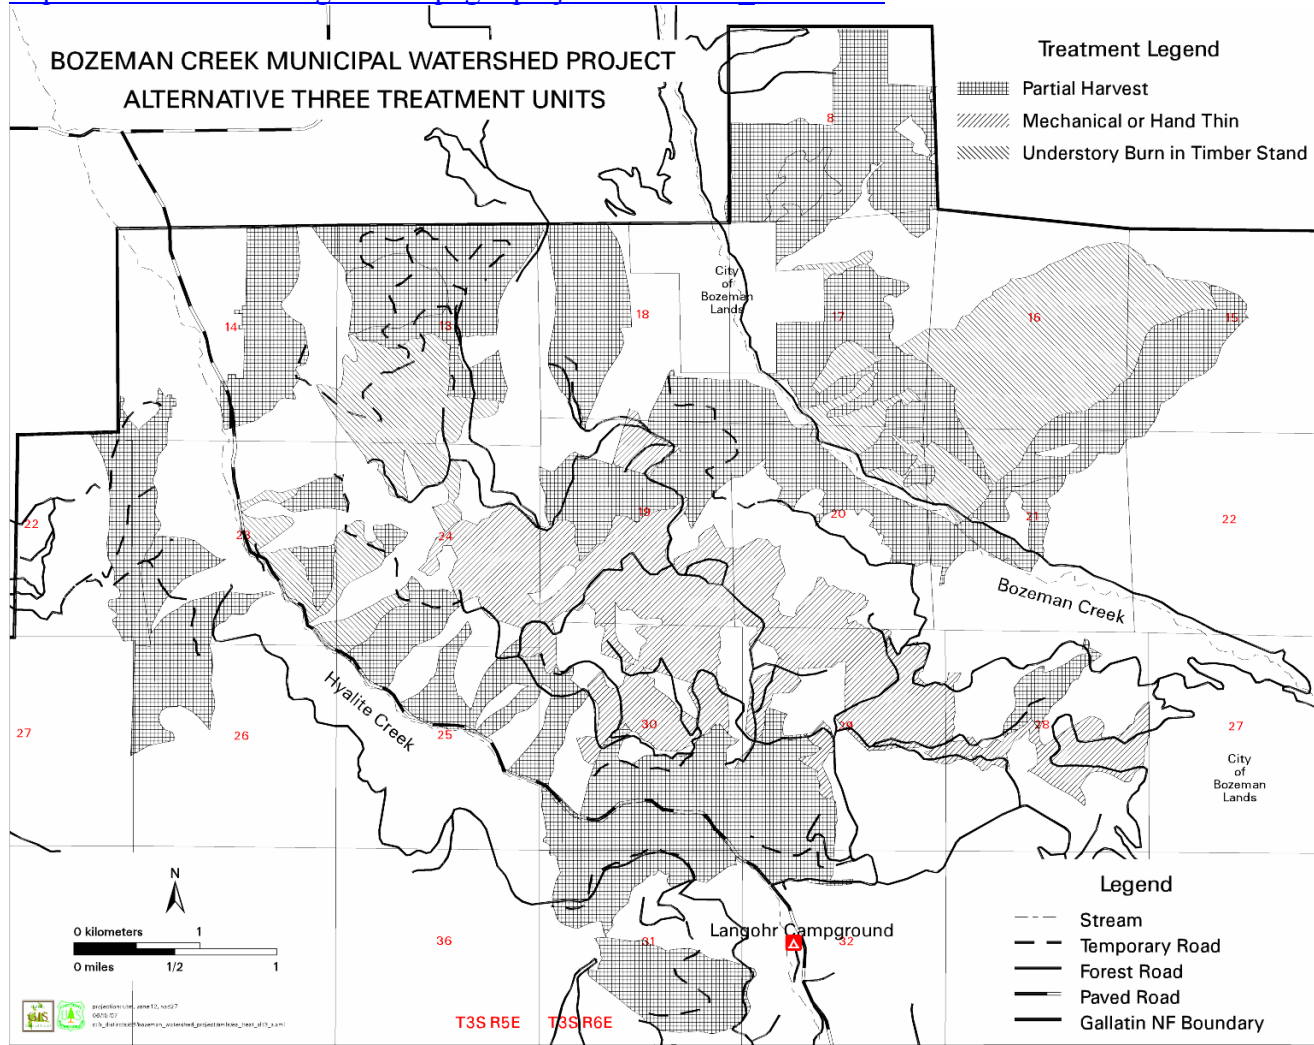 BOZEMAN CREEK MUNICIPAL WATERSHED PROJECT
ALTERNATIVE THREE TREATMENT UNITS
Treatment Legend
Partial Harvest
Mechanical or Hand Thin
Understory Burn in Timber Stand
8
City
of
Bozeman
Lands
14
13
18
17
16
15
22
23
24
19
20
21
22
Bozeman Creek
Hyalite Creek
27
26
25
30
29
28
27
City
of
Bozeman
Lands
N
0 kilometers 1
0 miles 1/2 1
36
31
Langohr Campground
32
T3S R5E
T3S R6E
Legend
Stream
Temporary Road
Forest Road
Paved Road
Gallatin NF Boundary